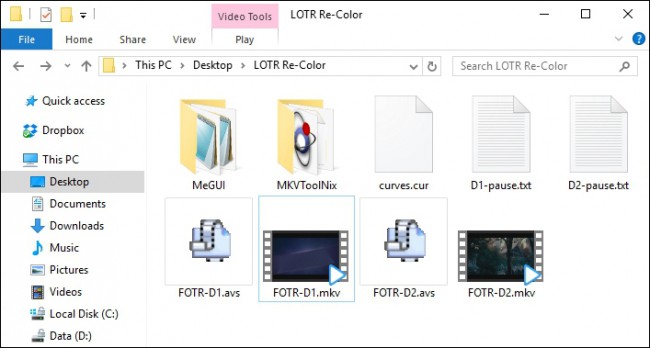 Video Tools
LOTR Re-Color
File
Home
Share
View
Play
This PC
Desktop
LOTR Re-Color
Search LOTR Re-Color
Quick access
Dropbox
This PC
Desktop
Documents
Downloads
Music
Pictures
Videos
Local Disk (C:)
Data (D:)
MeGUI
MKVToolNix
curves.cur
D1-pause.txt
D2-pause.txt
FOTR-D1.avs
FOTR-D1.mkv
FOTR-D2.avs
FOTR-D2.mkv